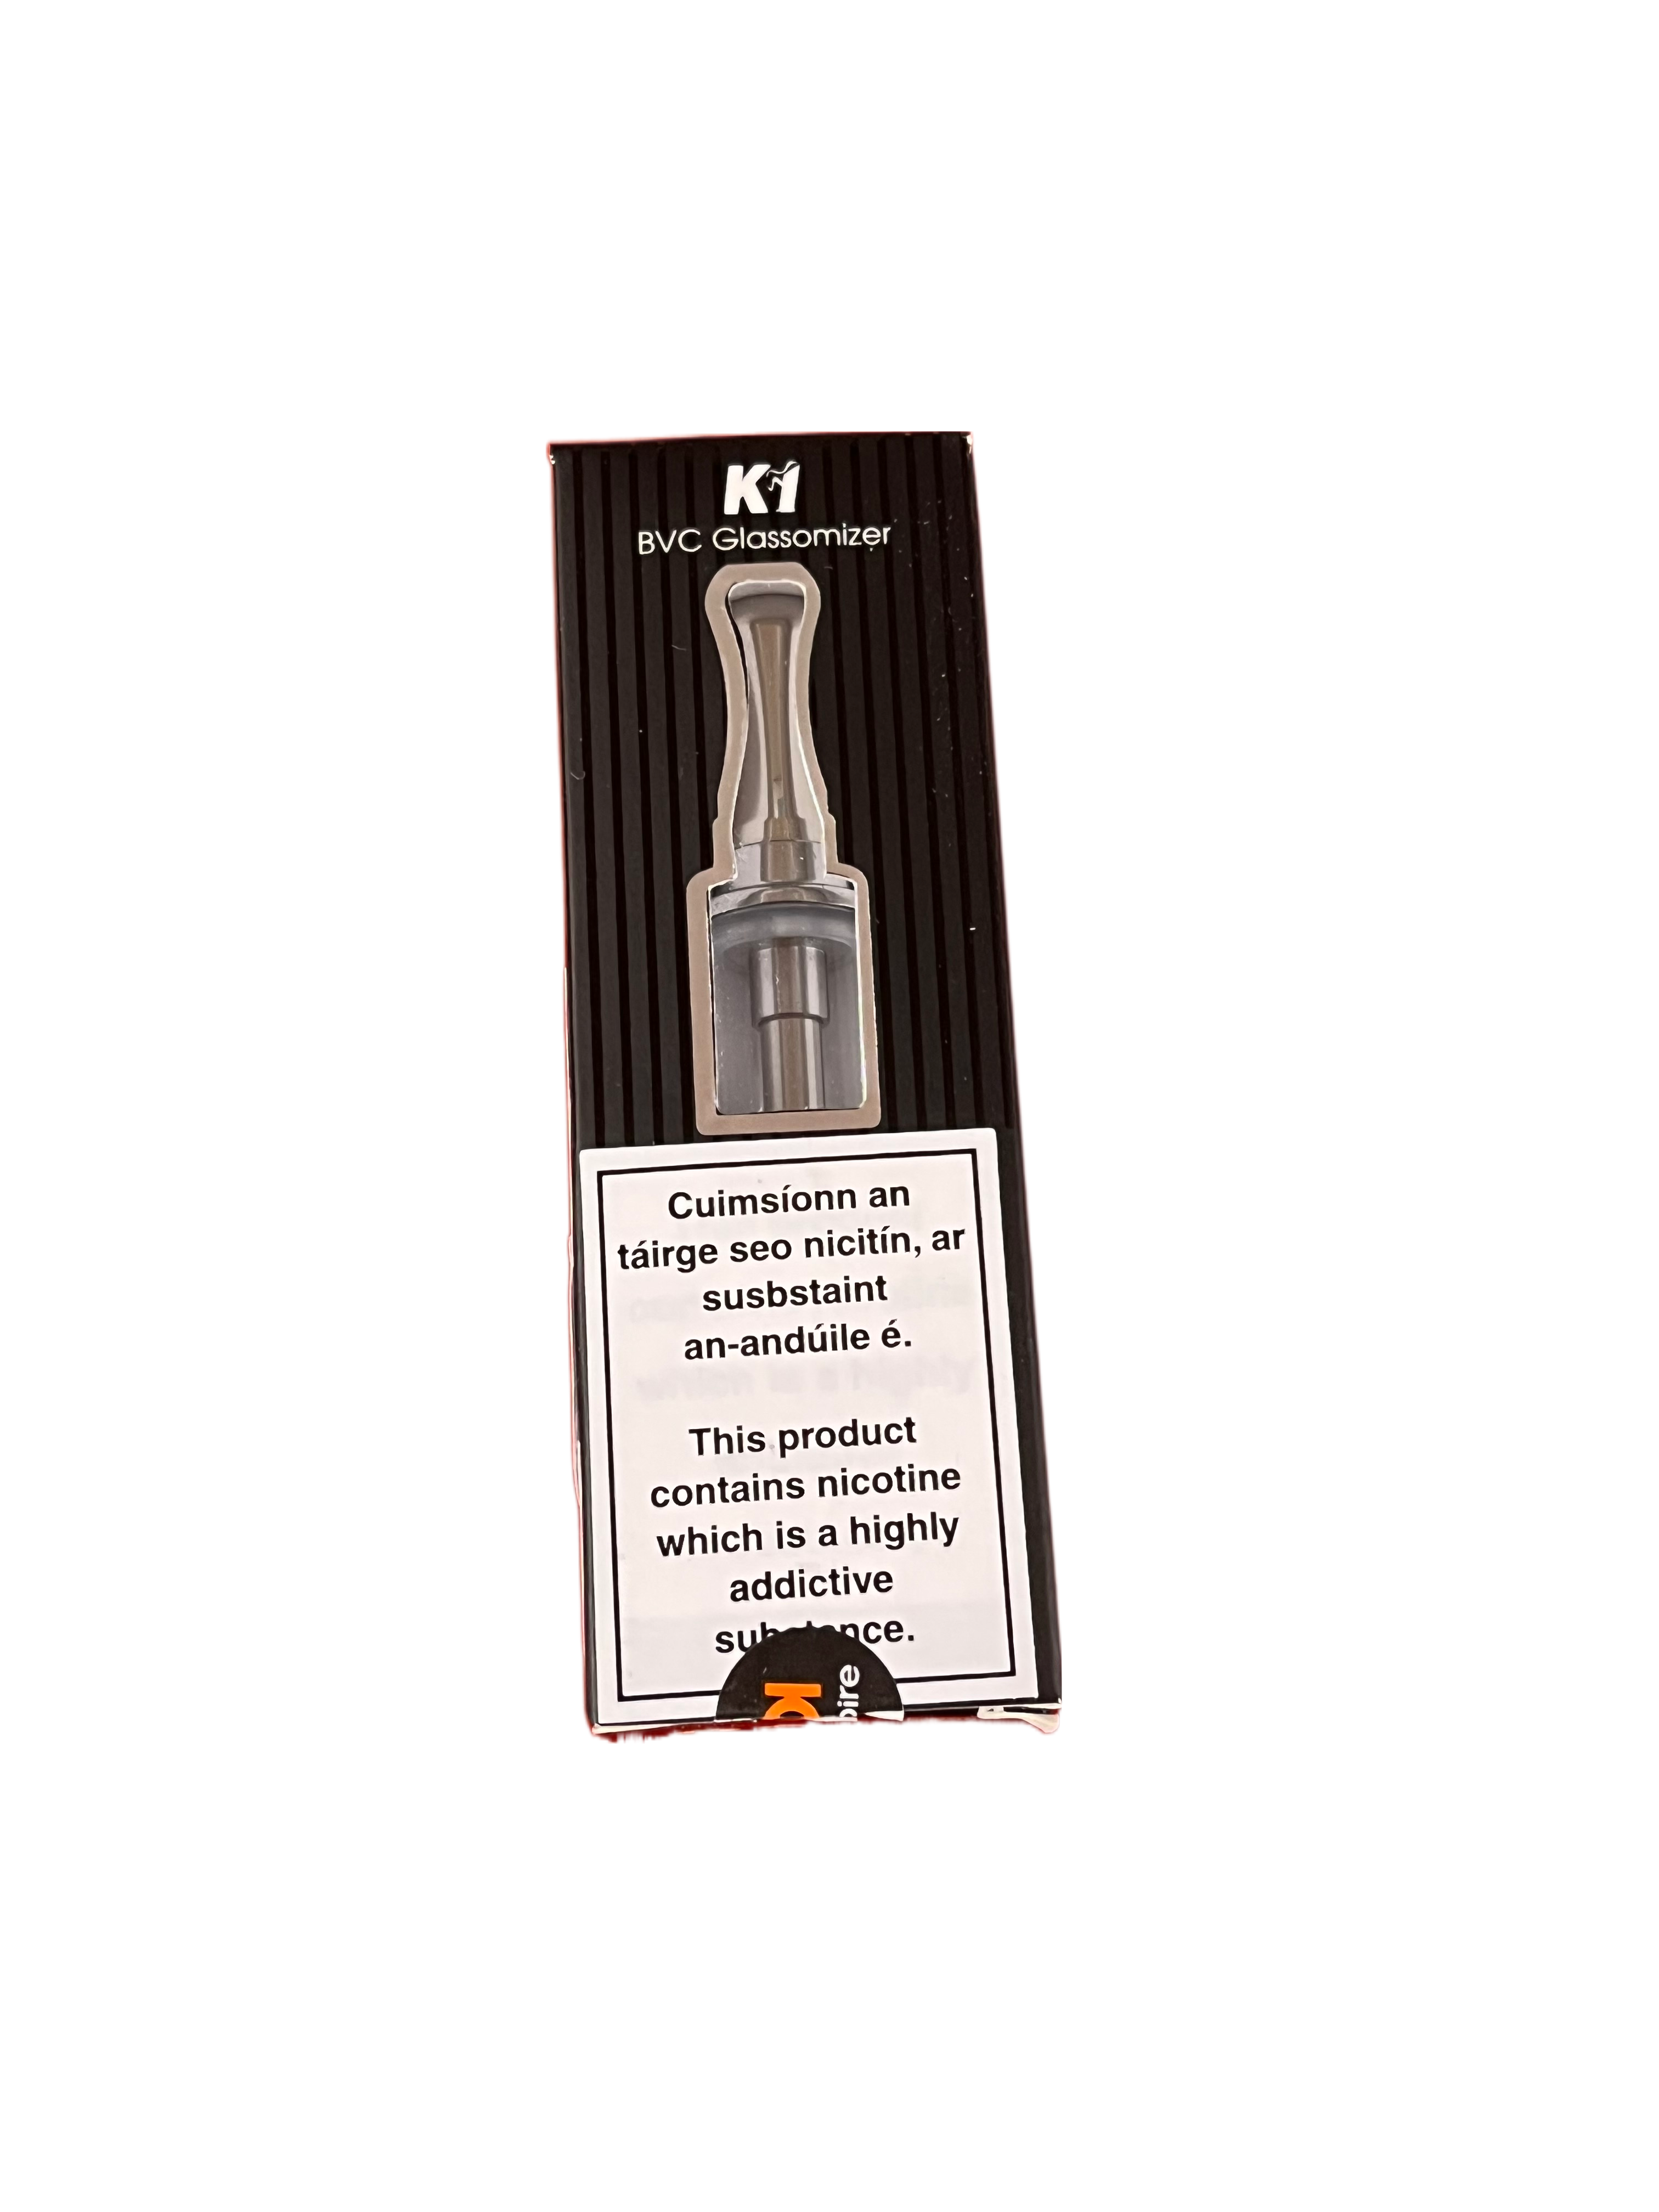 K1
BVC Glassomizer
Cuimsíonn an
táirge seo nicitín, ar
susbstaint
an-andúile é.
This product
contains nicotine
which is a highly
addictive